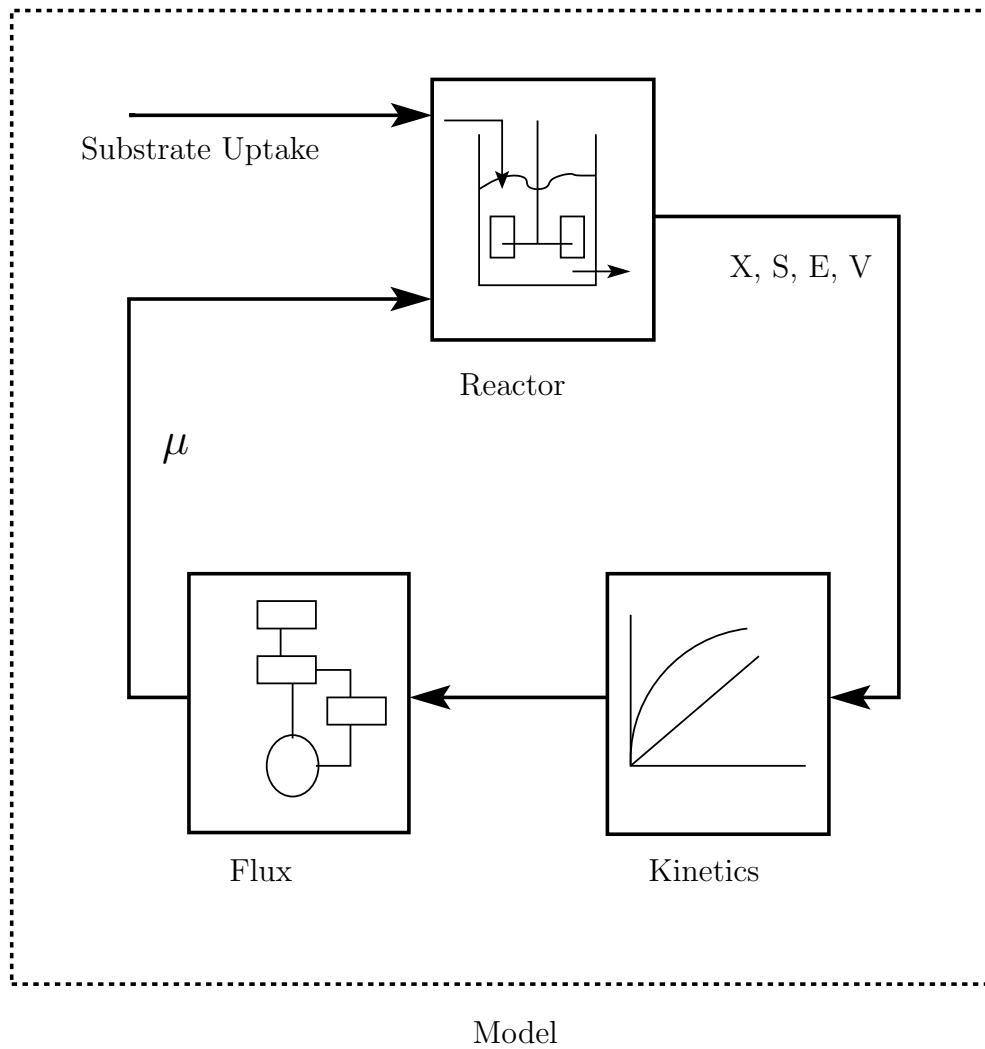 Substrate Uptake
X, S, E, V
Reactor
μ
Flux
Kinetics
Model